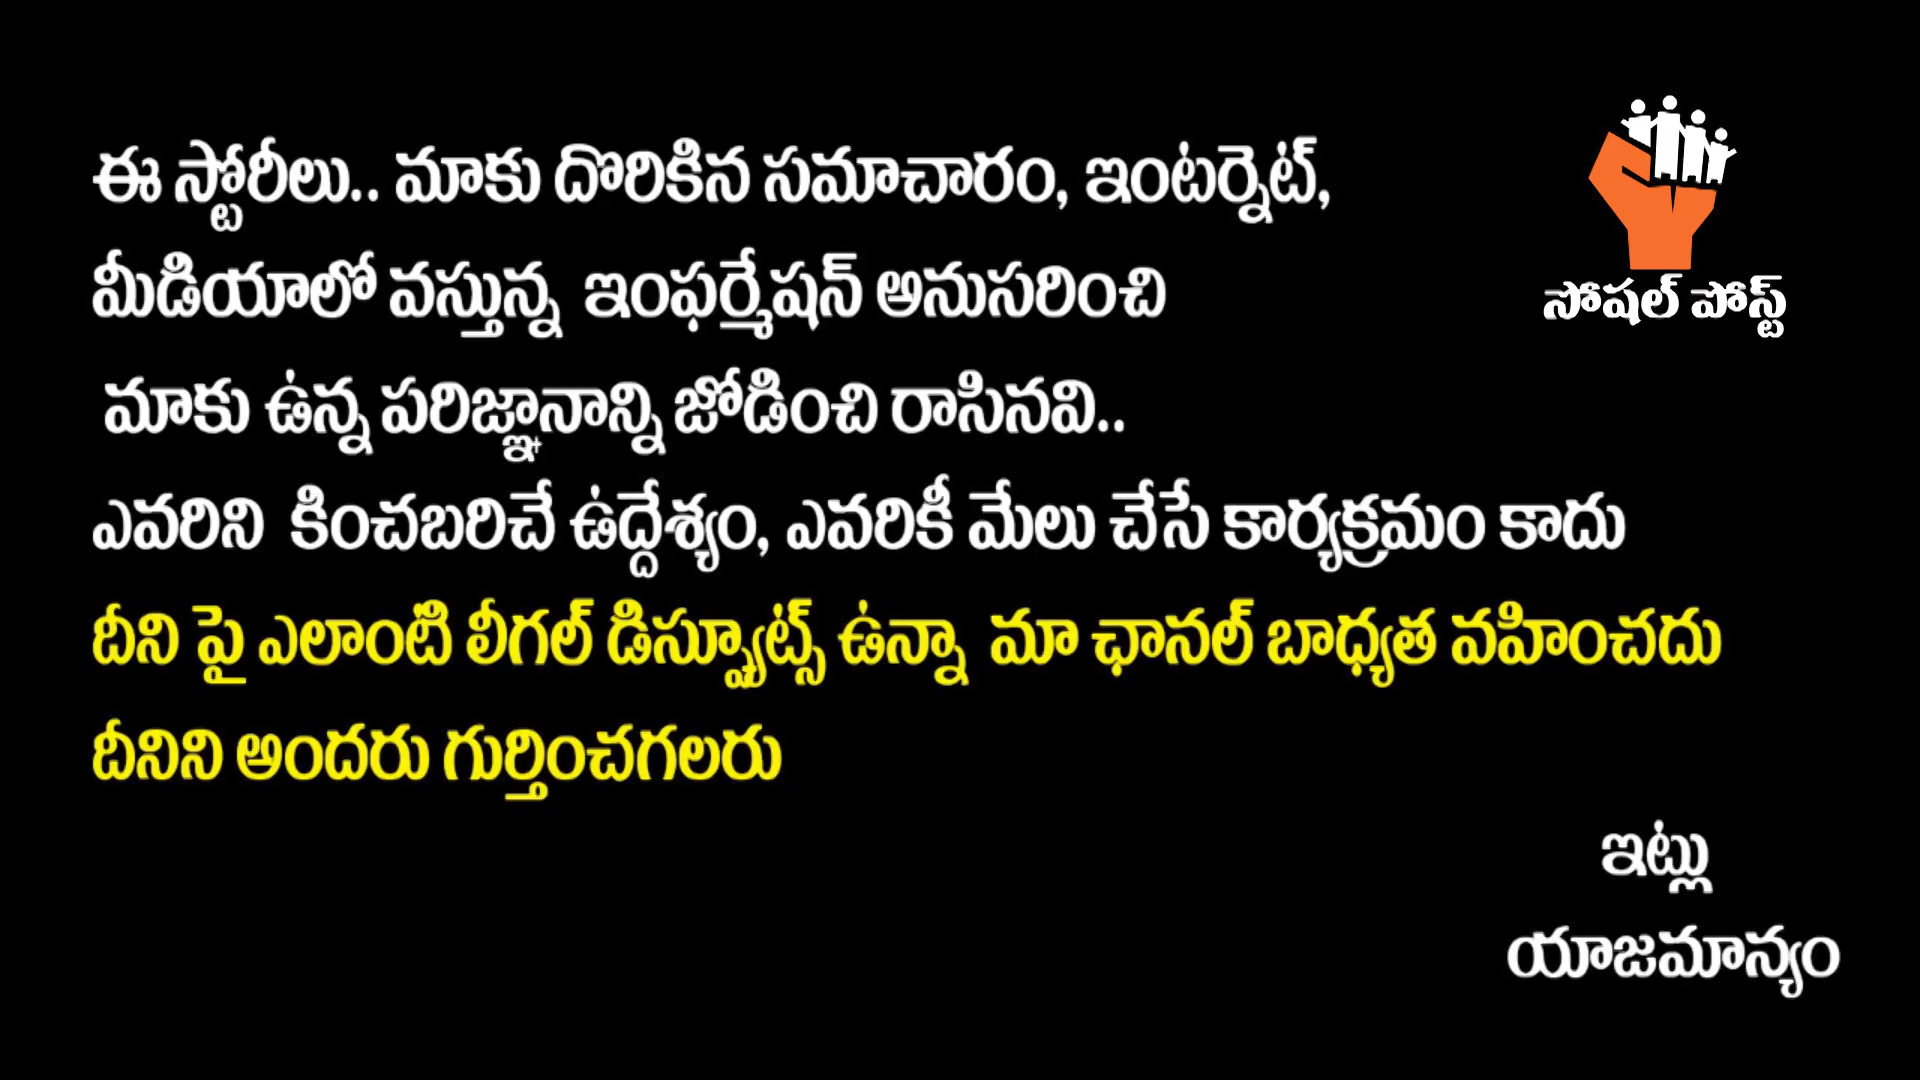 ఈ స్టోరీలు.. మాకు దొరికిన సమాచారం, ఇంటర్నెట్,
మీడియాలో వస్తున్న ఇంఫర్మేషన్ అనుసరించి
మాకు ఉన్న పరిజ్ఞానాన్ని జోడించి రాసినవి..
ఎవరిని కించబరిచే ఉద్దేశ్యం, ఎవరికీ మేలు చేసే కార్యక్రమం కాదు
దీని పై ఎలాంటి లీగల్ డిస్ప్యూట్స్ ఉన్నా మా ఛానల్ బాధ్యత వహించదు
దీనిని అందరు గుర్తించగలరు
ఇట్లు
యాజమాన్యం
సోషల్ పోస్ట్